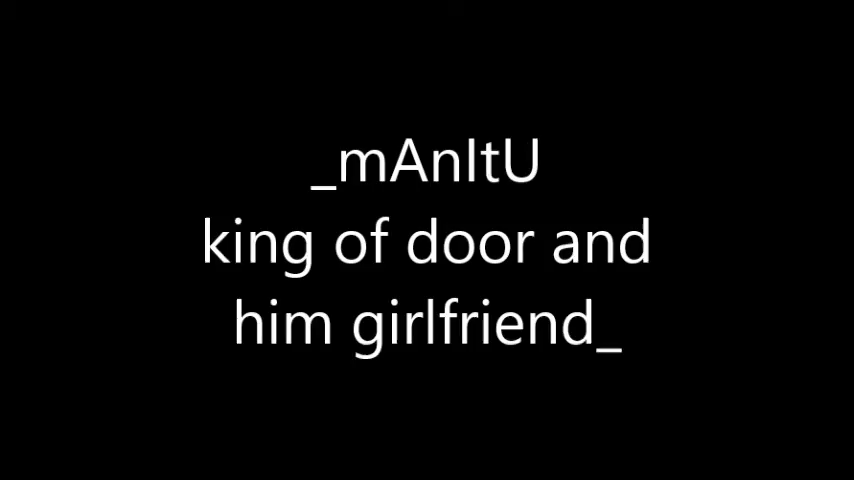 _mAnItU
king of door and
him girlfriend_